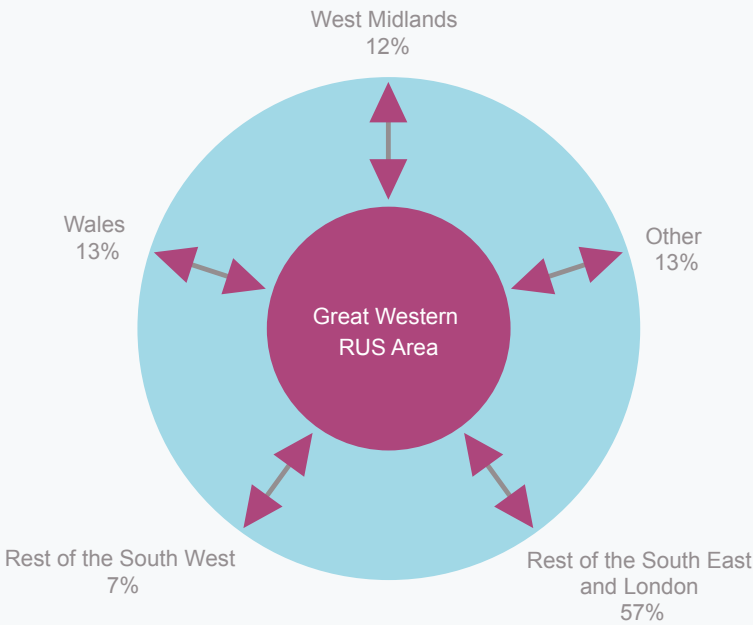 West Midlands
12%
Wales
13%
Other
13%
Great Western
RUS Area
Rest of the South West
7%
Rest of the South East
and London
57%